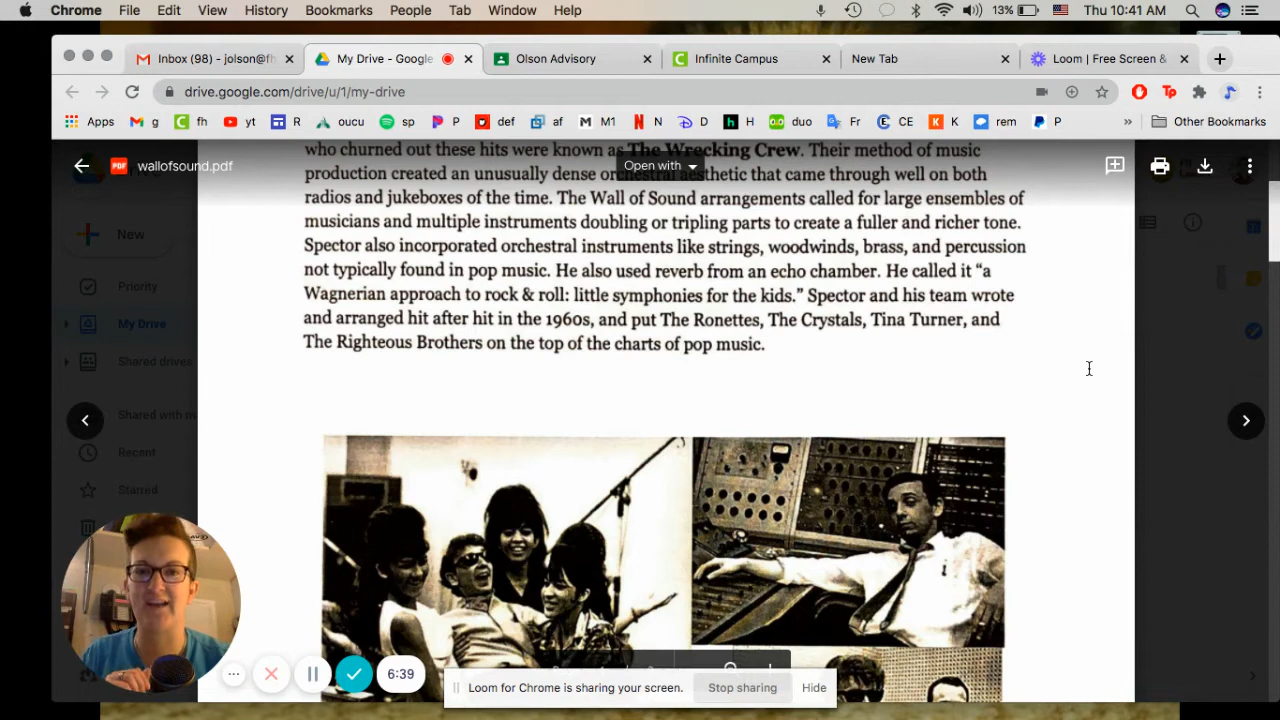 Chrome File Edit View History Bookmarks People Tab Window Help 13% Thu 10:41 AM
Inbox (98) - jolson@fh My Drive - Google Olson Advisory Infinite Campus New Tab Loom | Free Screen &
drive.google.com/drive/u/1/my-drive
Apps g fh yt R oucu sp P def af M1 N D H duo Fr CE K rem P » Other Bookmarks
PDF wallofsound.pdf Open with
who churned out these hits were known as The Wrecking Crew. Their method of music
production created an unusually dense orchestral aesthetic that came through well on both
radios and jukeboxes of the time. The Wall of Sound arrangements called for large ensembles of
musicians and multiple instruments doubling or tripling parts to create a fuller and richer tone.
Spector also incorporated orchestral instruments like strings, woodwinds, brass, and percussion
not typically found in pop music. He also used reverb from an echo chamber. He called it “a
Wagnerian approach to rock & roll: little symphonies for the kids.” Spector and his team wrote
and arranged hit after hit in the 1960s, and put The Ronettes, The Crystals, Tina Turner, and
The Righteous Brothers on the top of the charts of pop music.
New
Priority
My Drive
Shared drives
Shared with
Recent
Starred
6:39
Loom for Chrome is sharing your screen. Stop sharing Hide